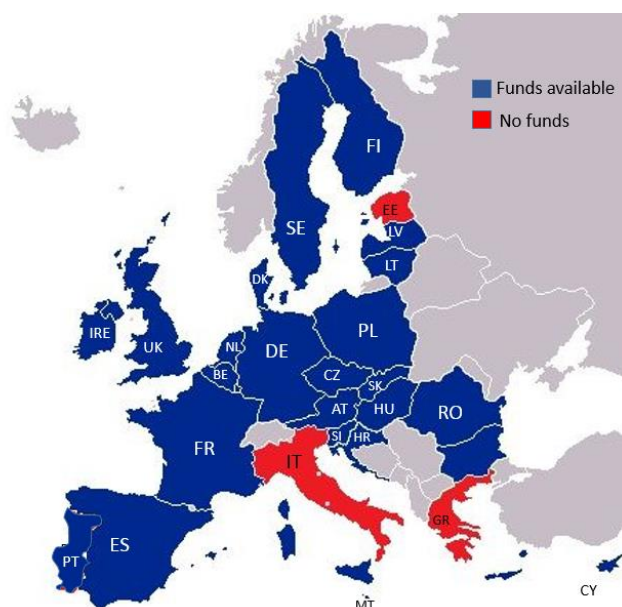 Funds available
No funds
FI
EE
SE
LV
LT
DK
IRE
UK
NL
DE
PL
BE
CZ
SK
AT
HU
RO
SI
HR
FR
IT
GR
ES
PT
MT
CY